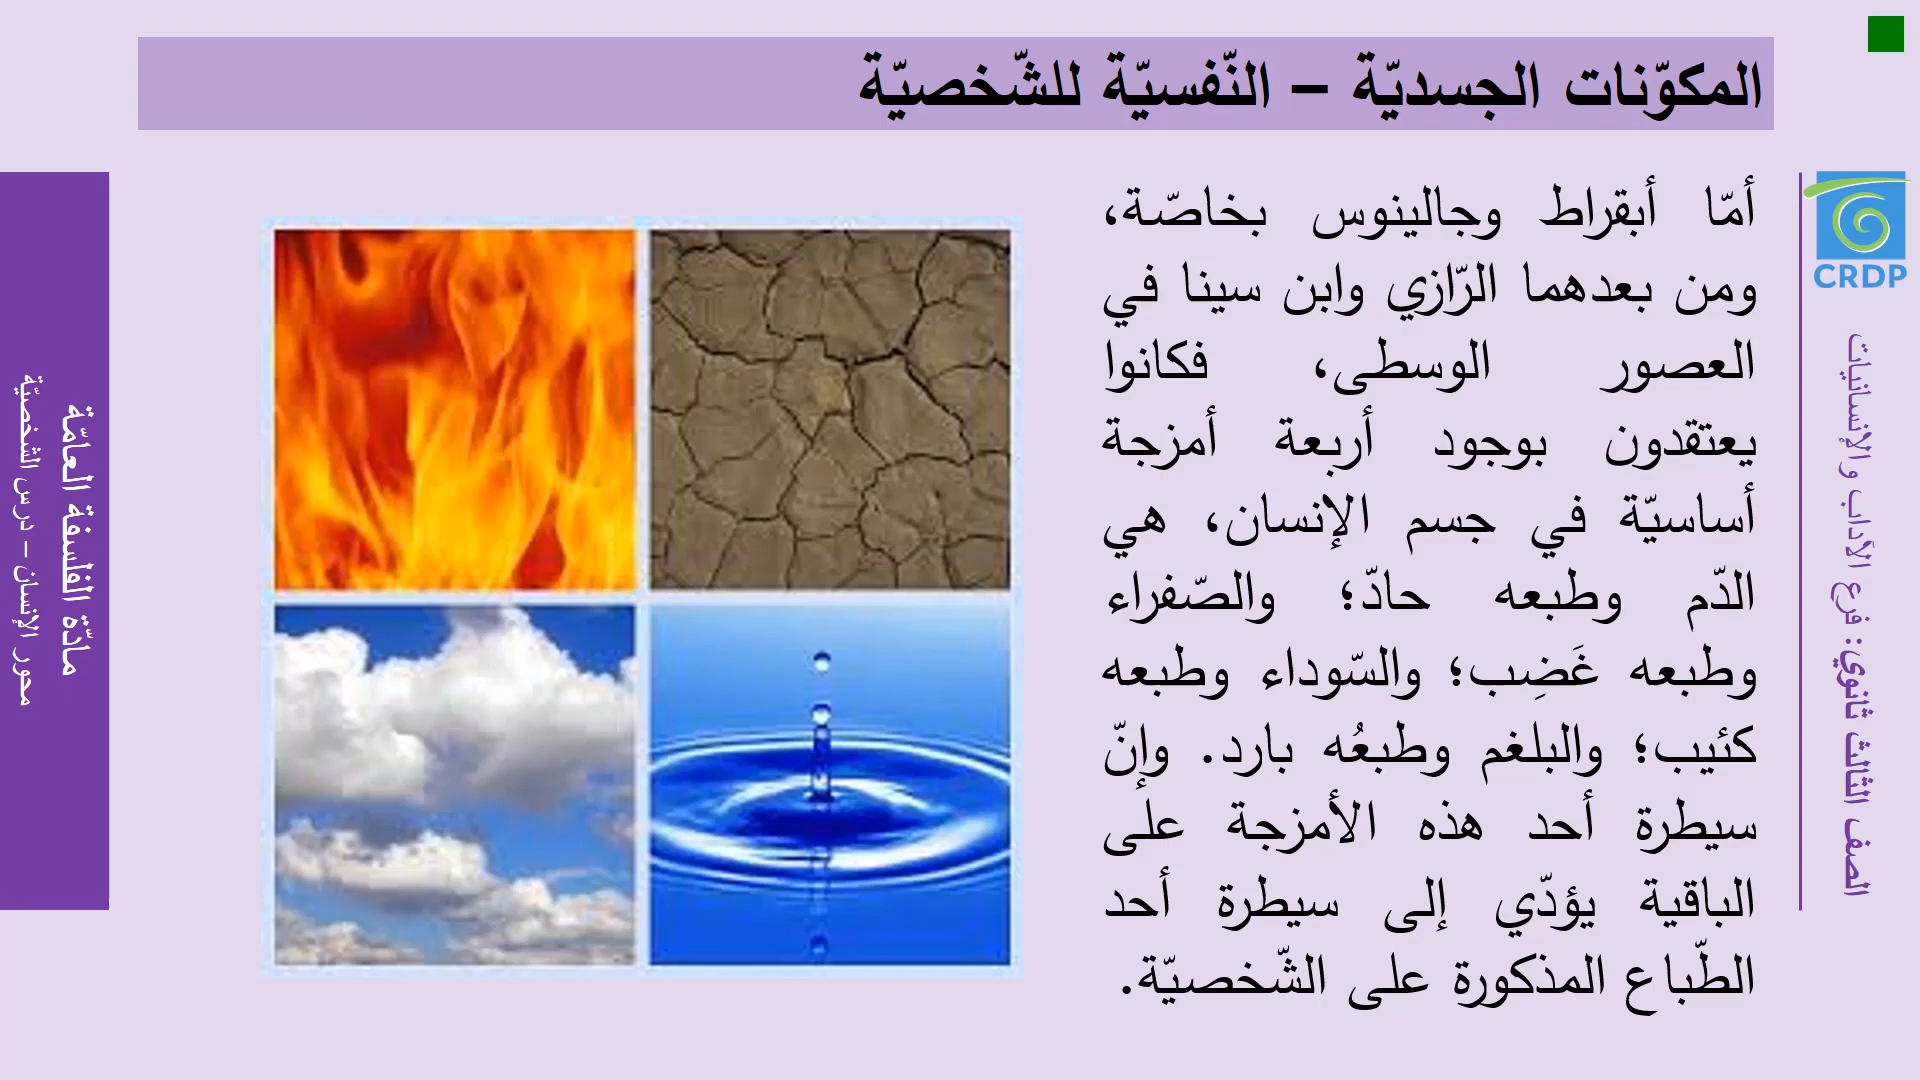 المكوّنات الجسديّة – النّفسيّة للشّخصيّة
أمّا أبقراط وجالينوس بخاصّة،
ومن بعدهما الرّازي وابن سينا في
العصور الوسطى، فكانوا
يعتقدون بوجود أربعة أمزجة
أساسيّة في جسم الإنسان، هي
الدّم وطبعه حادّ؛ والصّفراء
وطبعه غَضِب؛ والسّوداء وطبعه
كئيب؛ والبلغم وطبعُه بارد. وإنّ
سيطرة أحد هذه الأمزجة على
الباقية يؤدّي إلى سيطرة أحد
الطّباع المذكورة على الشّخصيّة.
CRDP
الصف الثالث ثانوي: فرع الآداب والإنسانيات
مادّة الفلسفة العامّة
محور الإنسان – درس الشخصيّة